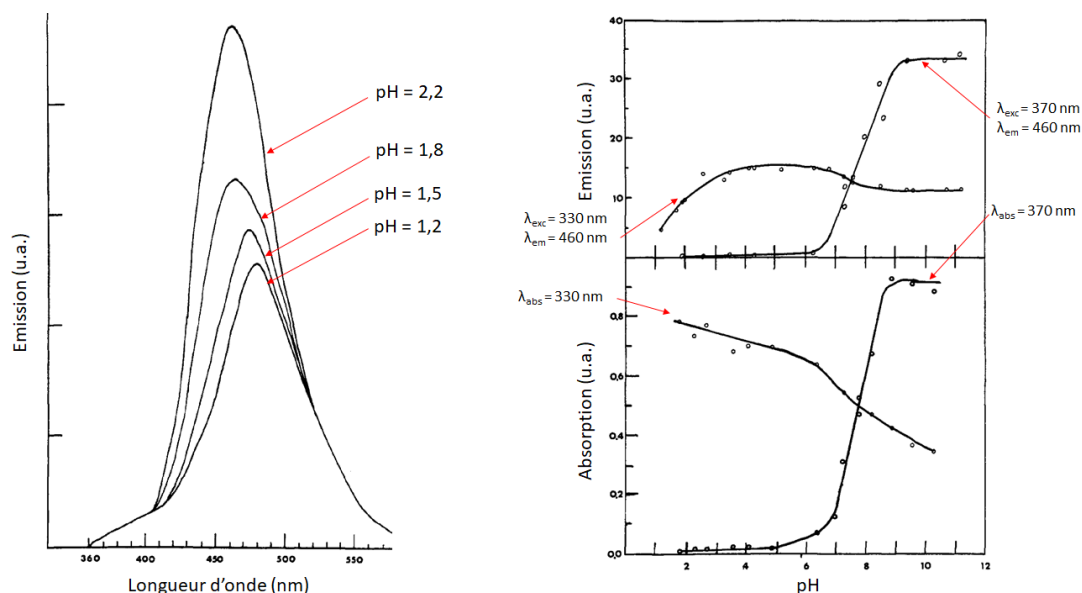 Emission (u.a.)
pH = 2,2
pH = 1,8
pH = 1,5
pH = 1,2
360
400
450
500
550
Longueur d'onde (nm)
Emission (u.a.)
40
30
20
10
λexc = 370 nm
λem = 460 nm
λexc = 330 nm
λem = 460 nm
λabs = 370 nm
λabs = 330 nm
Absorption (u.a.)
0,8
0,6
0,4
0,2
0,0
2
4
6
8
10
12
pH